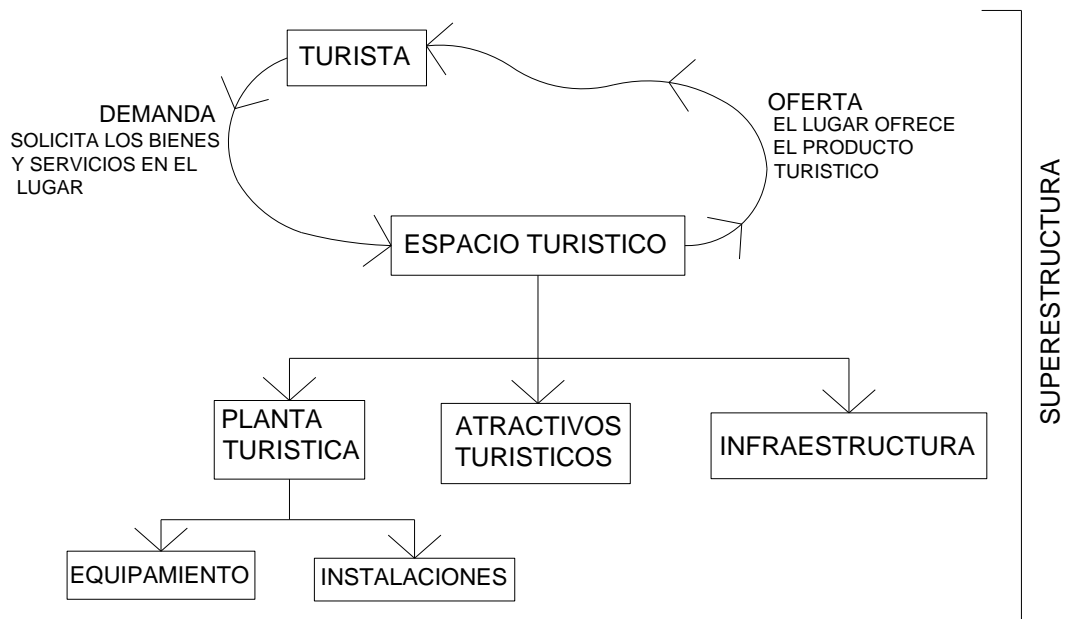 TURISTA
DEMANDA
SOLICITA LOS BIENES
Y SERVICIOS EN EL
LUGAR
OFERTA
EL LUGAR OFRECE
EL PRODUCTO
TURISTICO
ESPACIO TURISTICO
PLANTA
TURISTICA
ATRACTIVOS
TURISTICOS
INFRAESTRUCTURA
EQUIPAMIENTO
INSTALACIONES
SUPERESTRUCTURA